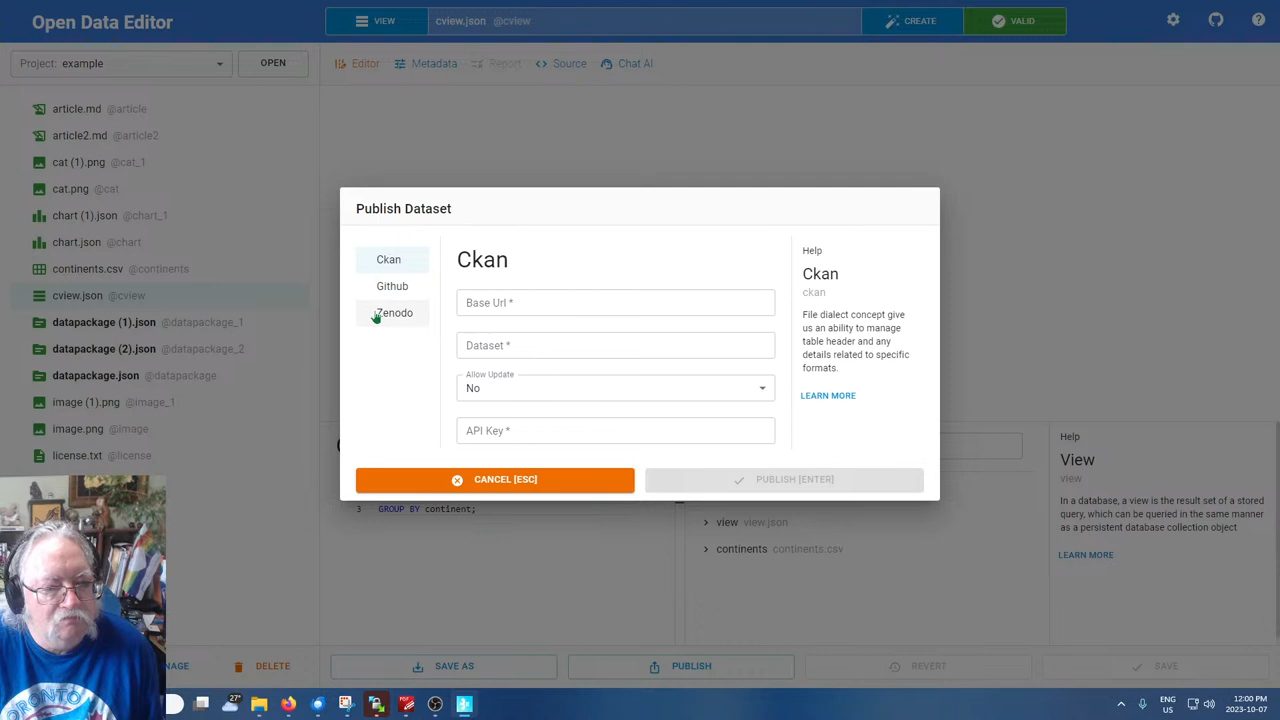 Open Data Editor
VIEW
cview.json @cview
CREATE
VALID
Project: example
OPEN
Editor
Metadata
Report
Source
Chat AI
article.md @article
article2.md @article2
cat (1).png @cat_1
cat.png @cat
chart (1).json @chart_1
chart.json @chart
continents.csv @continents
cview.json @cview
datapackage (1).json @datapackage_1
datapackage (2).json @datapackage_2
datapackage.json @datapackage
image (1).png @image_1
image.png @image
license.txt @license
Publish Dataset
Ckan
Github
Zenodo
Ckan
Base Url *
Dataset *
Allow Update
No
API Key *
Help
Ckan
ckan
File dialect concept give
us an ability to manage
table header and any
details related to specific
formats.
LEARN MORE
CANCEL [ESC]
PUBLISH [ENTER]
3 GROUP BY continent;
view view.json
continents continents.csv
Help
View
view
In a database, a view is the result set of a stored
query, which can be queried in the same manner
as a persistent database collection object
LEARN MORE
DELETE
SAVE AS
PUBLISH
REVERT
SAVE
27°
ENG
US
12:00 PM
2023-10-07